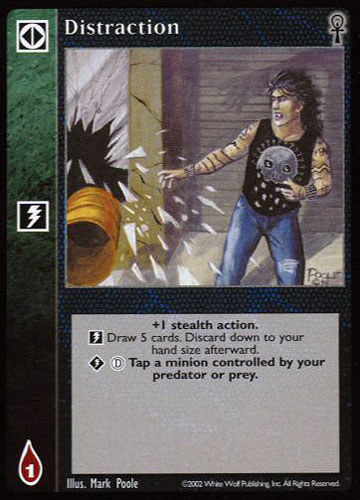 Distraction
POOLE
+1 stealth action.
Draw 5 cards. Discard down to your
hand size afterward.
D Tap a minion controlled by your
predator or prey.
1
Illus. Mark Poole
©2002 White Wolf Publishing, Inc. All Rights Reserved.